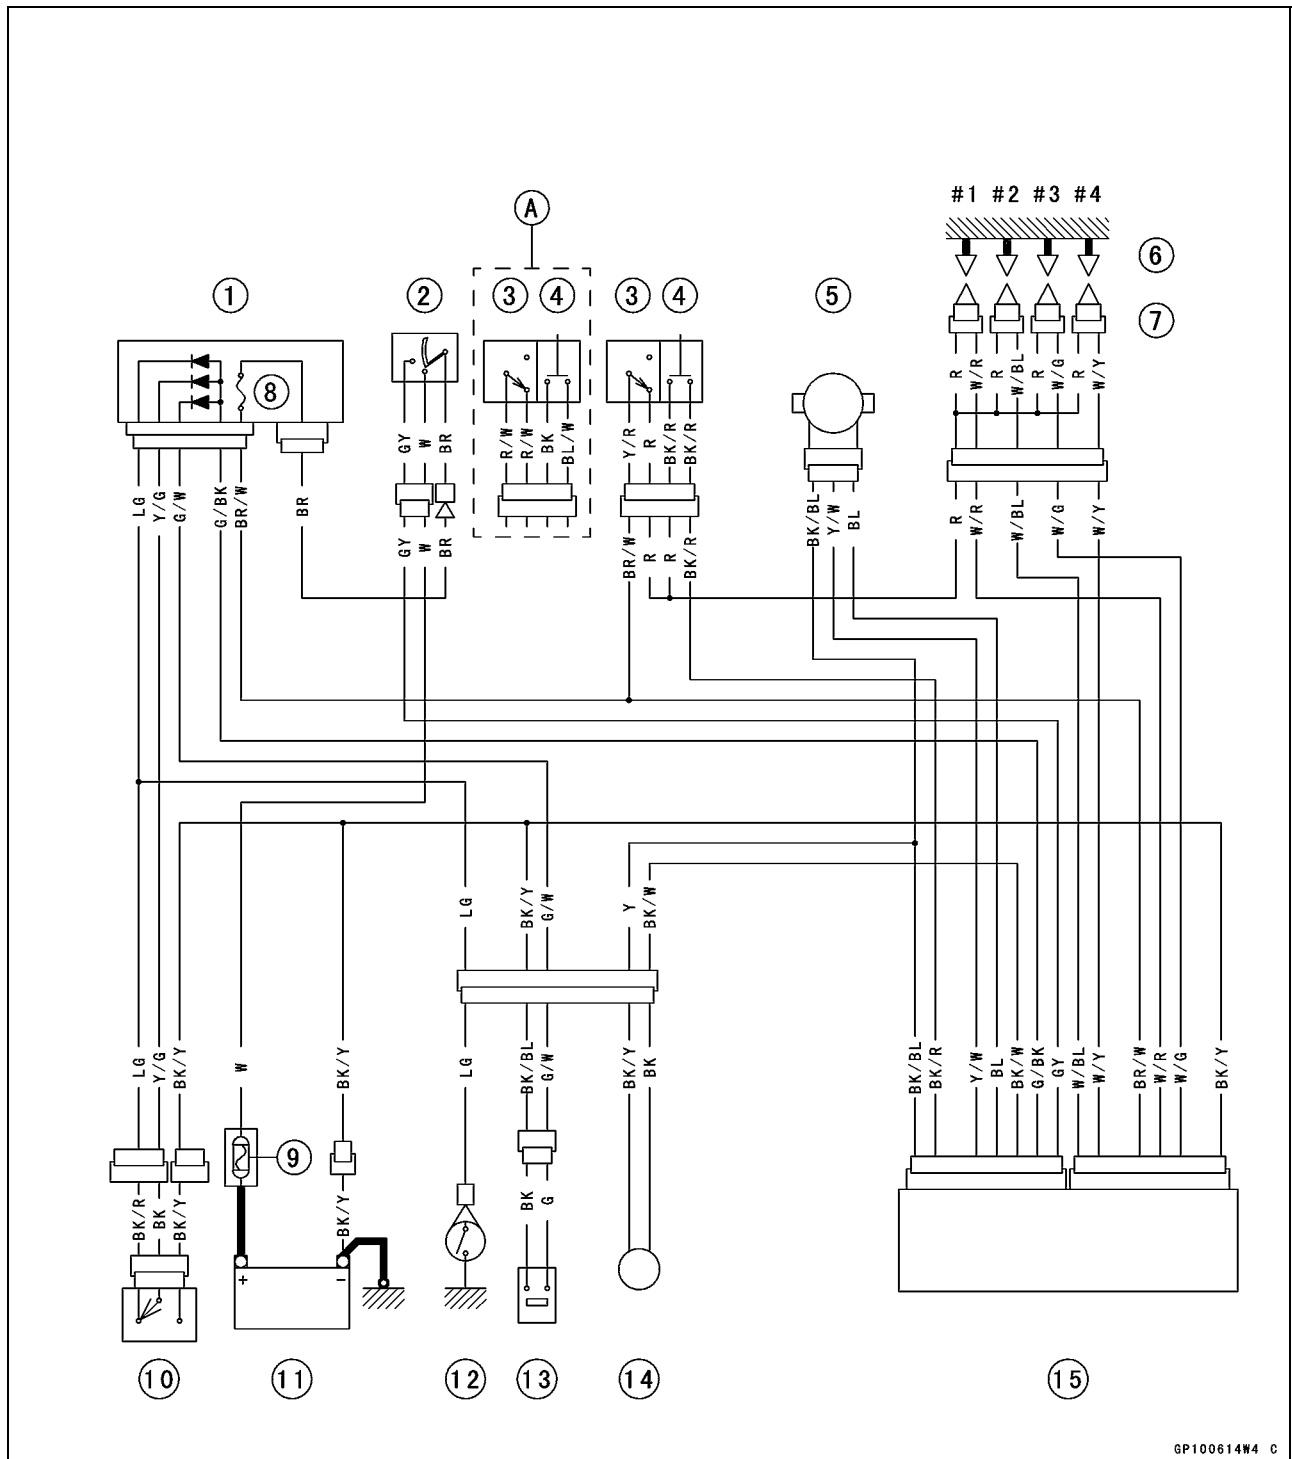 #1 #2 #3 #4
A
6
1 2 3 4 3 4 5
7
8
R W/R R W/BL R W/G R W/Y
GY W BR R/W R/W BK BL/W Y/R R BK/R BK/R
LG Y/G G/W G/BK BR/W BR
BK/BL Y/W BL R W/R W/BL W/G W/Y
GY W BR BR/W R R BK/R
LG BK/Y G/W Y BK/W
LG Y/G BK/Y W BK/Y LG BK/BL G/W BK/Y BK BK/BL BK/R Y/W BL BK/W G/BK GY W/BL W/Y BR/W W/R W/G BK/Y
9
BK/R BK BK/Y BK/Y BK G
+ −
10 11 12 13 14 15
GP100614W4 C